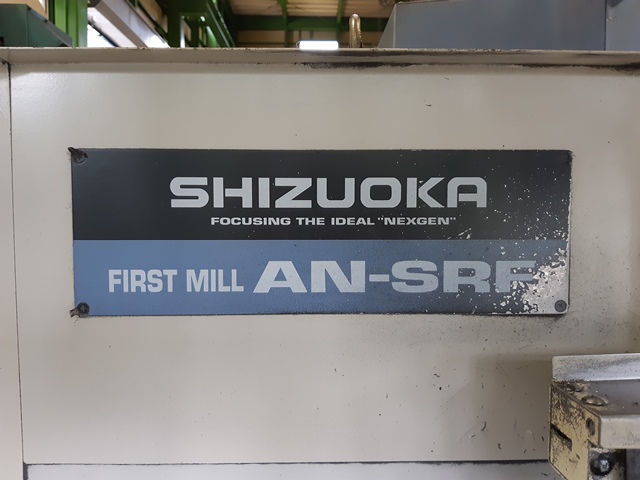 SHIZUOKA
FOCUSING THE IDEAL "NEXGEN"
FIRST MILL AN-SRF